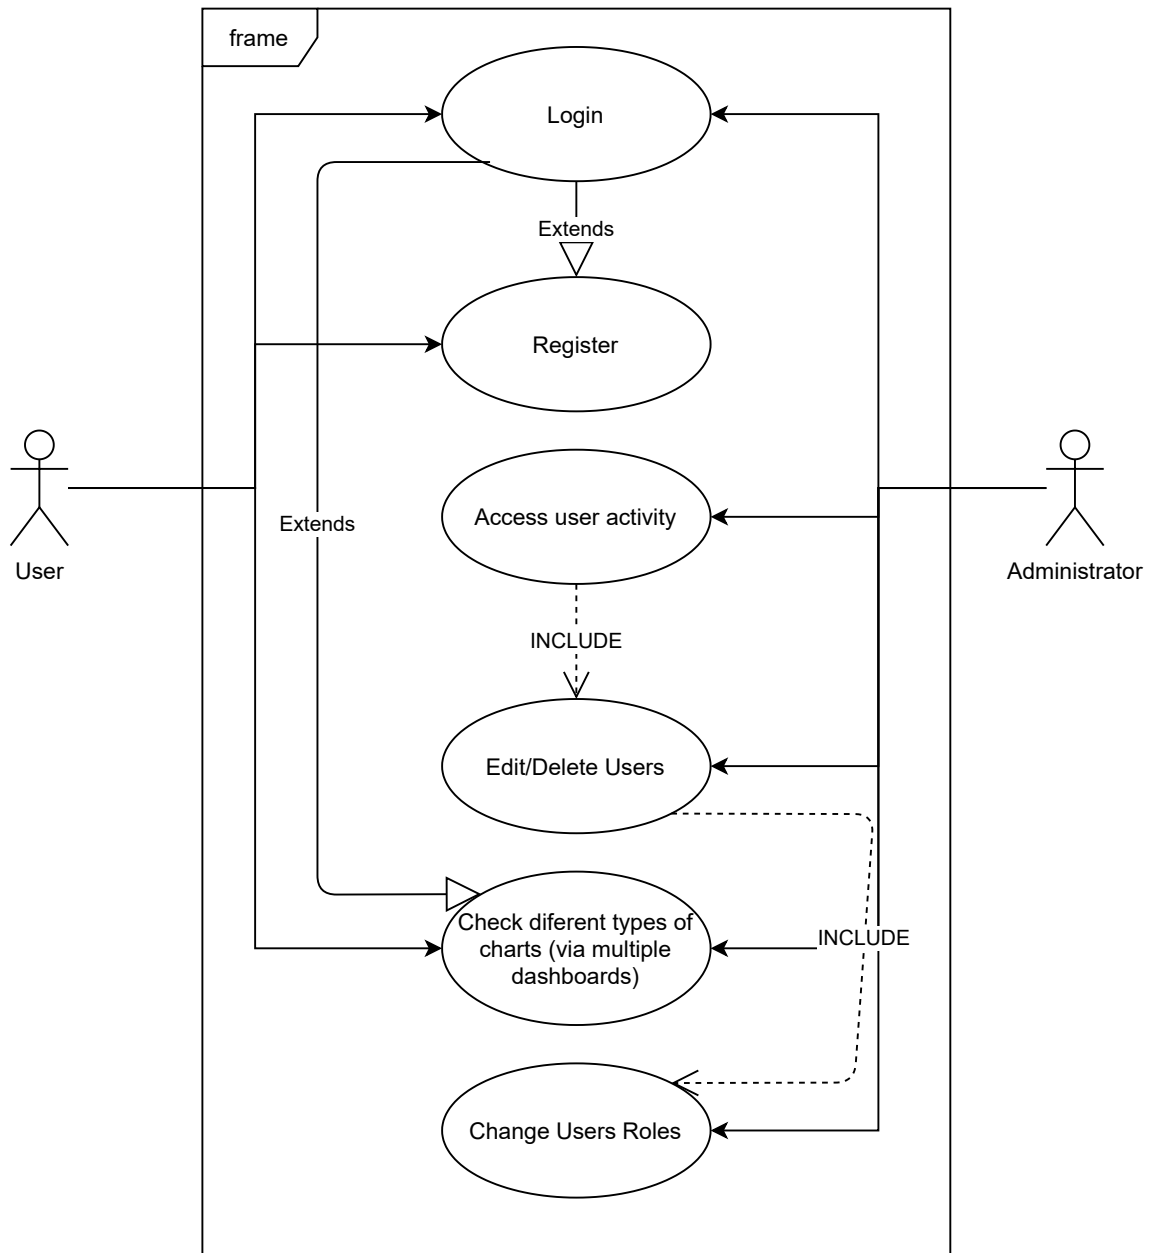 frame
Login
Extends
Register
Access user activity
Extends
User
Administrator
INCLUDE
Edit/Delete Users
Check diferent types of
charts (via multiple
dashboards)
INCLUDE
Change Users Roles